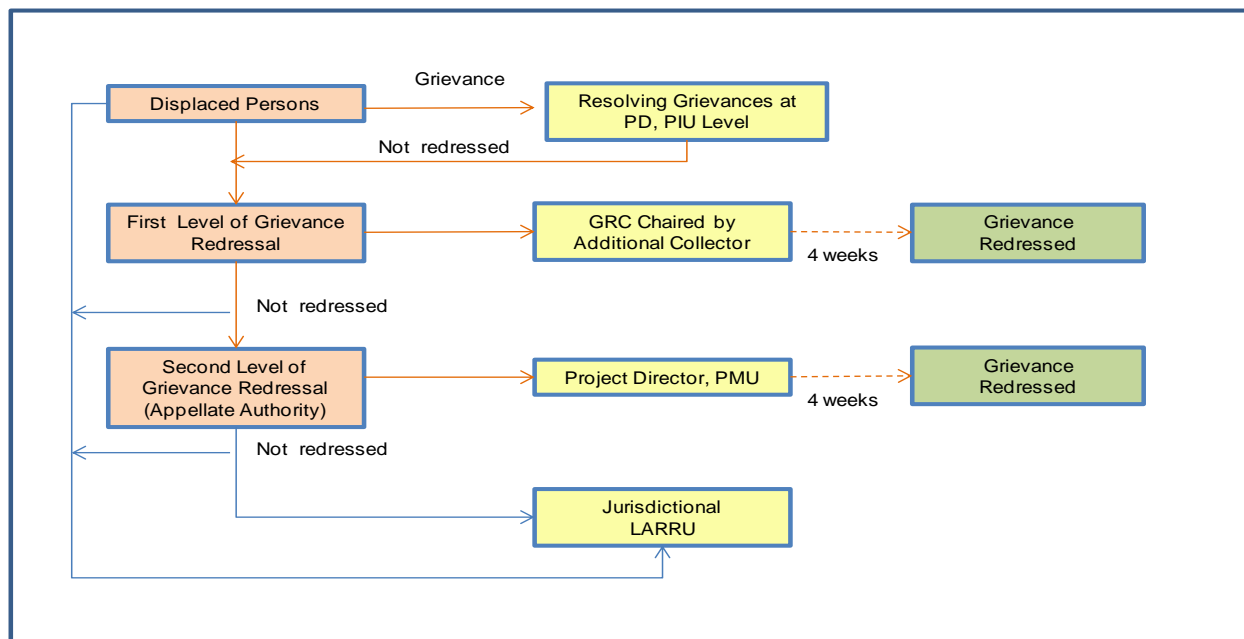 Grievance
Displaced Persons
Resolving Grievances at
PD, PIU Level
Not redressed
First Level of Grievance
Redressal
GRC Chaired by
Additional Collector
4 weeks
Grievance
Redressed
Not redressed
Second Level of
Grievance Redressal
(Appellate Authority)
Project Director, PMU
4 weeks
Grievance
Redressed
Not redressed
Jurisdictional
LARRU